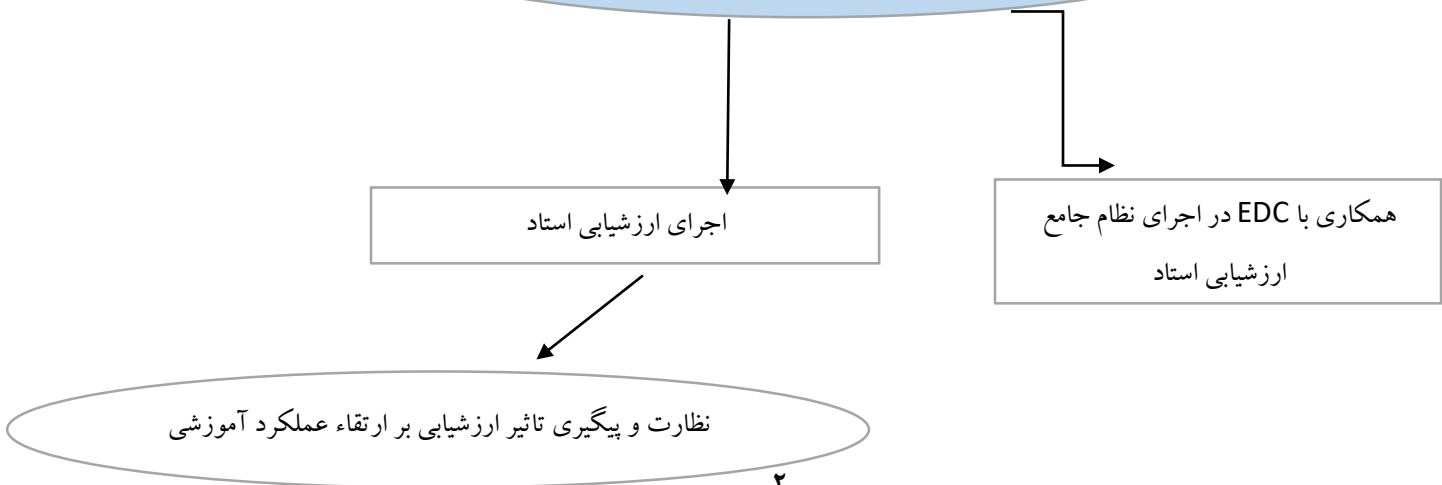 همکاری با EDC در اجرای نظام جامع
ارزشیابی استاد
اجرای ارزشیابی استاد
نظارت و پیگیری تاثیر ارزشیابی بر ارتقاء عملکرد آموزشی
۲